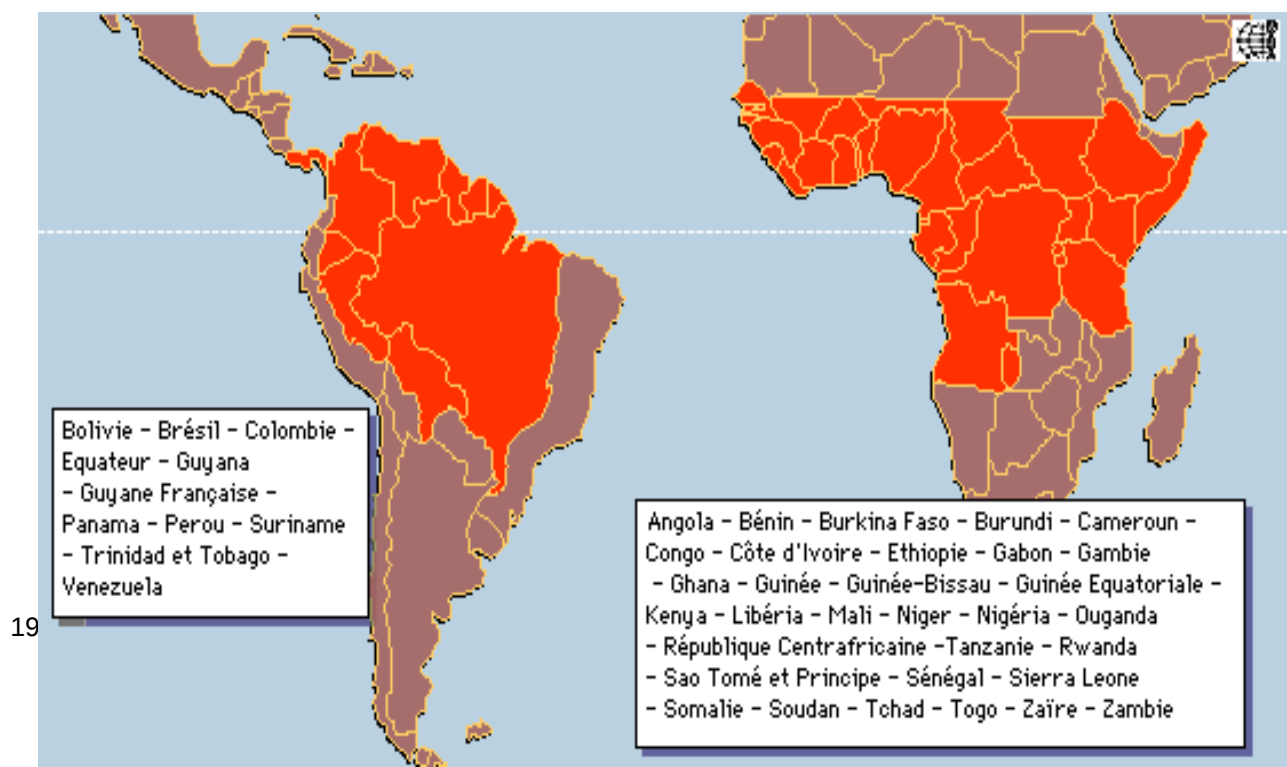 Bolivie - Brésil - Colombie -
Equateur - Guyana
- Guyane Française -
Panama - Perou - Suriname
- Trinidad et Tobago -
Venezuela
Angola - Bénin - Burkina Faso - Burundi - Cameroun -
Congo - Côte d'Ivoire - Ethiopie - Gabon - Gambie
- Ghana - Guinée - Guinée-Bissau - Guinée Equatoriale -
Kenya - Libéria - Mali - Niger - Nigéria - Ouganda
- République Centrafricaine -Tanzanie - Rwanda
- Sao Tomé et Principe - Sénégal - Sierra Leone
- Somalie - Soudan - Tchad - Togo - Zaïre - Zambie
19